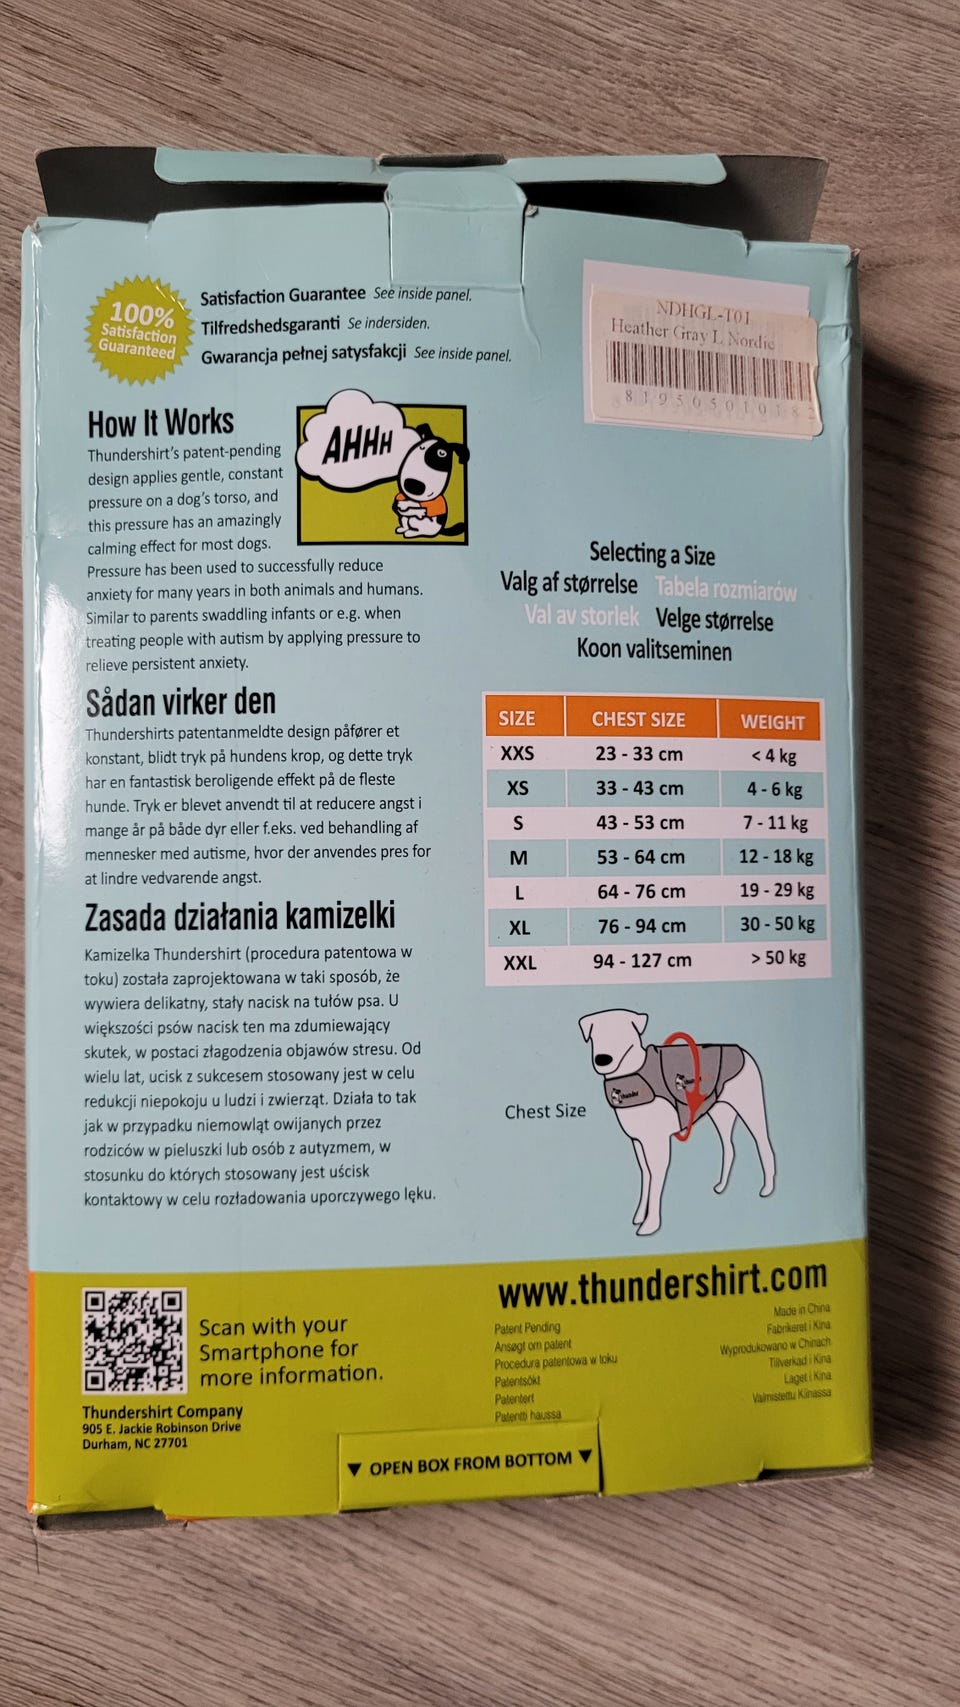 100%
Satisfaction
Guaranteed
Satisfaction Guarantee See inside panel.
Tilfredshedsgaranti Se indersiden.
Gwarancja pełnej satysfakcji See inside panel.
NDHGL-T01
Heather Gray L Nordic
How It Works
Thundershirt's patent-pending
design applies gentle, constant
pressure on a dog's torso, and
this pressure has an amazingly
calming effect for most dogs.
Pressure has been used to successfully reduce
anxiety for many years in both animals and humans.
Similar to parents swaddling infants or e.g. when
treating people with autism by applying pressure to
relieve persistent anxiety.
AHHH
Sådan virker den
Thundershirts patentanmeldte design påfører et
konstant, blidt tryk på hundens krop, og dette tryk
har en fantastisk beroligende effekt på de fleste
hunde. Tryk er blevet anvendt til at reducere angst i
mange år på både dyr eller f.eks. ved behandling af
mennesker med autisme, hvor der anvendes pres for
at lindre vedvarende angst.
Zasada działania kamizelki
Kamizelka Thundershirt (procedura patentowa w
toku) została zaprojektowana w taki sposób, że
wywiera delikatny, stały nacisk na tułów psa. U
większości psów nacisk ten ma zdumiewający
skutek, w postaci złagodzenia objawów stresu. Od
wielu lat, ucisk z sukcesem stosowany jest w celu
redukcji niepokoju u ludzi i zwierząt. Działa to tak
jak w przypadku niemowląt owijanych przez
rodziców w pieluszki lub osób z autyzmem, w
stosunku do których stosowany jest uścisk
kontaktowy w celu rozładowania uporczywego lęku.
Selecting a Size
Valg af størrelse Tabela rozmiarów
Val av storlek Velge størrelse
Koon valitseminen
SIZE CHEST SIZE WEIGHT
XXS 23 - 33 cm < 4 kg
XS 33 - 43 cm 4 - 6 kg
S 43 - 53 cm 7 - 11 kg
M 53 - 64 cm 12 - 18 kg
L 64 - 76 cm 19 - 29 kg
XL 76 - 94 cm 30 - 50 kg
XXL 94 - 127 cm > 50 kg
Chest Size
Scan with your
Smartphone for
more information.
Thundershirt Company
905 E. Jackie Robinson Drive
Durham, NC 27701
www.thundershirt.com
Patent Pending
Ansøgt om patent
Procedura patentowa w toku
Patentsökt
Patentert
Patentti haussa
Made in China
Fabrikeret i Kina
Wyprodukowano w Chinach
Tillverkad i Kina
Laget i Kina
Valmistettu Kiinassa
▼ OPEN BOX FROM BOTTOM ▼